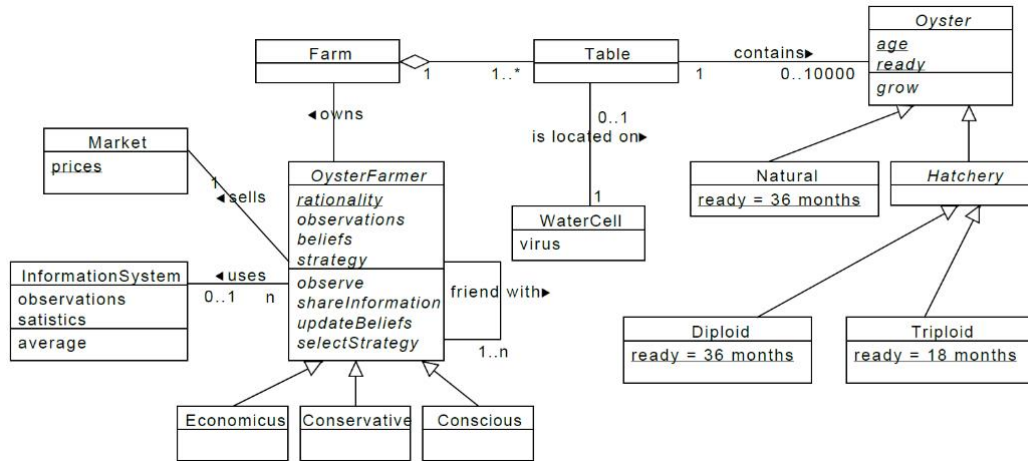 Oyster
age
ready
grow
Farm
1
1..*
Table
1
contains►
0..10000
◄owns
0..1
is located on►
1
Market
prices
1
◄sells
OysterFarmer
rationality
observations
beliefs
strategy
observe
shareInformation
updateBeliefs
selectStrategy
Natural
ready = 36 months
Hatchery
WaterCell
virus
InformationSystem
observations
satistics
average
◄uses
0..1
n
friend with►
1..n
Diploid
ready = 36 months
Triploid
ready = 18 months
Economicus
Conservative
Conscious